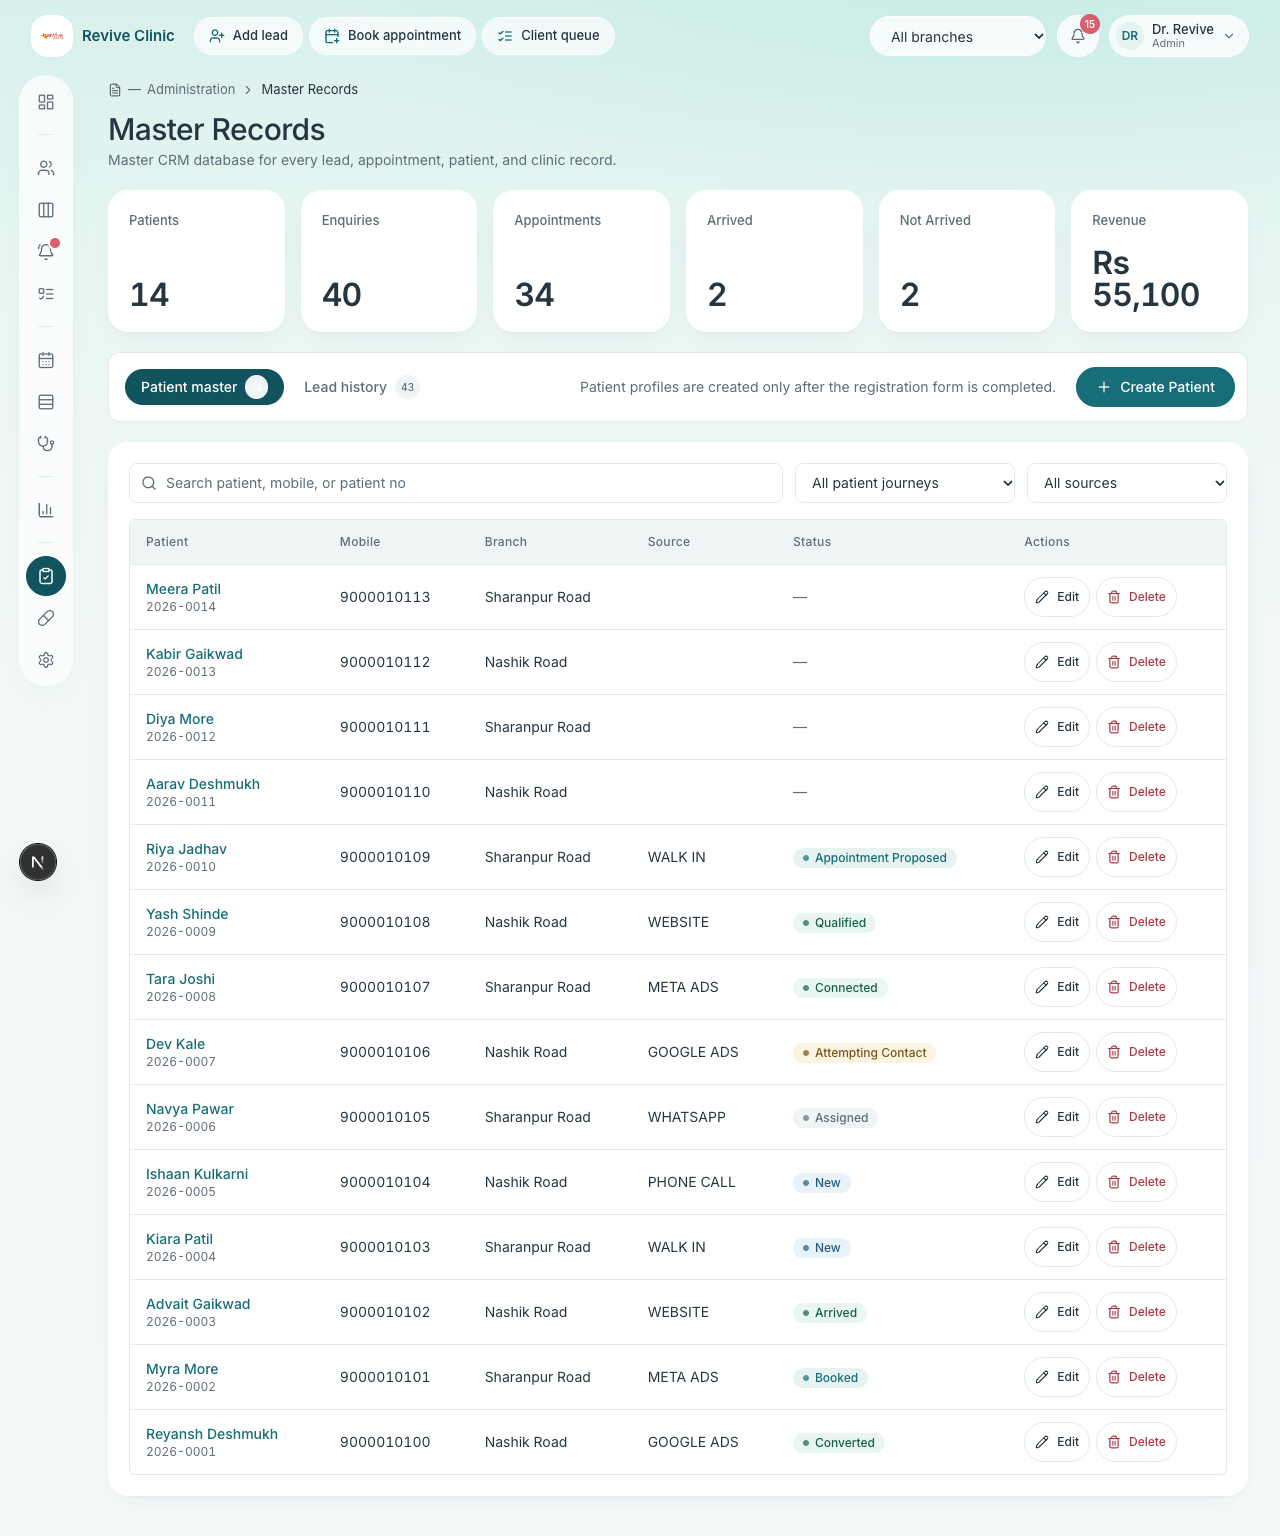 Revive Clinic
Add lead
Book appointment
Client queue
All branches
15
DR
Dr. Revive
Admin
— Administration > Master Records
Master Records
Master CRM database for every lead, appointment, patient, and clinic record.
Patients
14
Enquiries
40
Appointments
34
Arrived
2
Not Arrived
2
Revenue
Rs
55,100
Patient master
Lead history 43
Patient profiles are created only after the registration form is completed.
Create Patient
Search patient, mobile, or patient no
All patient journeys
All sources
Patient Mobile Branch Source Status Actions
Meera Patil
2026-0014
9000010113 Sharanpur Road — Edit Delete
Kabir Gaikwad
2026-0013
9000010112 Nashik Road — Edit Delete
Diya More
2026-0012
9000010111 Sharanpur Road — Edit Delete
Aarav Deshmukh
2026-0011
9000010110 Nashik Road — Edit Delete
Riya Jadhav
2026-0010
9000010109 Sharanpur Road WALK IN Appointment Proposed Edit Delete
Yash Shinde
2026-0009
9000010108 Nashik Road WEBSITE Qualified Edit Delete
Tara Joshi
2026-0008
9000010107 Sharanpur Road META ADS Connected Edit Delete
Dev Kale
2026-0007
9000010106 Nashik Road GOOGLE ADS Attempting Contact Edit Delete
Navya Pawar
2026-0006
9000010105 Sharanpur Road WHATSAPP Assigned Edit Delete
Ishaan Kulkarni
2026-0005
9000010104 Nashik Road PHONE CALL New Edit Delete
Kiara Patil
2026-0004
9000010103 Sharanpur Road WALK IN New Edit Delete
Advait Gaikwad
2026-0003
9000010102 Nashik Road WEBSITE Arrived Edit Delete
Myra More
2026-0002
9000010101 Sharanpur Road META ADS Booked Edit Delete
Reyansh Deshmukh
2026-0001
9000010100 Nashik Road GOOGLE ADS Converted Edit Delete
N